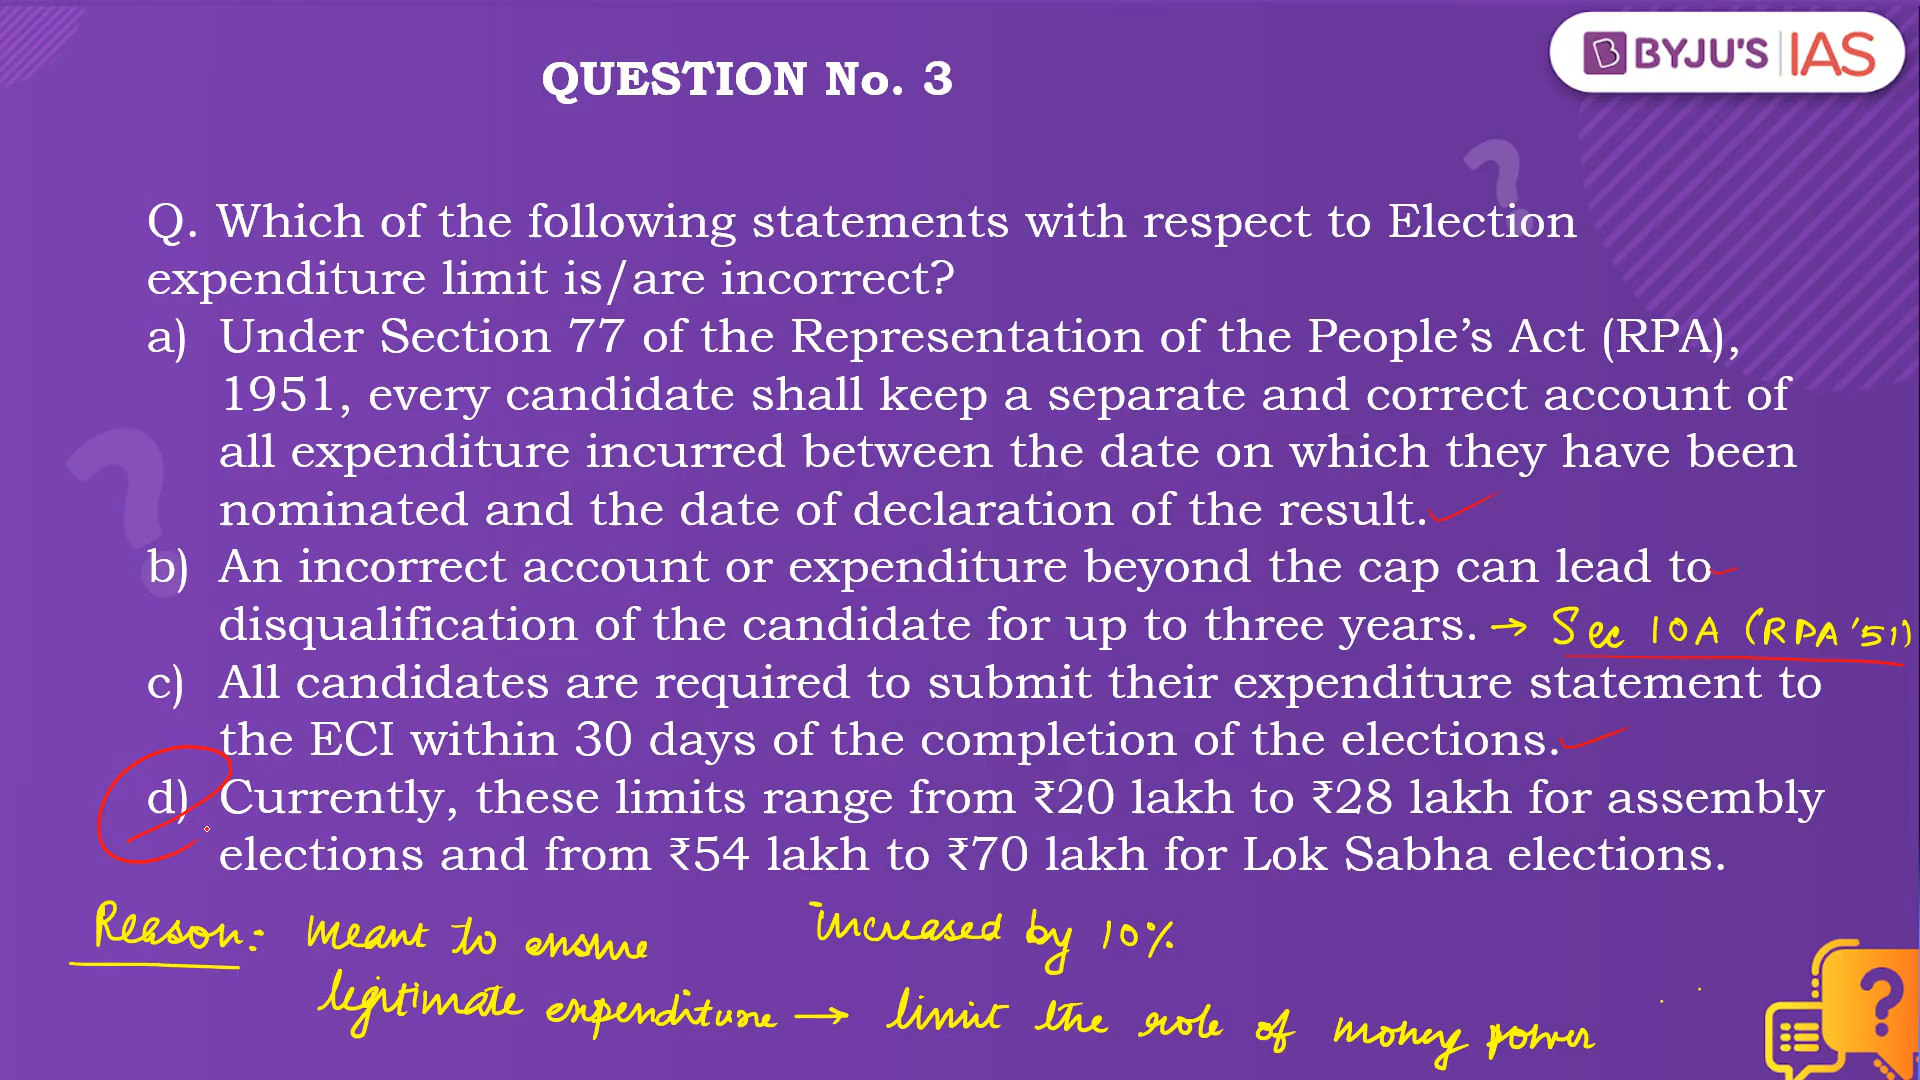 BYJU'S IAS
QUESTION No. 3
Q. Which of the following statements with respect to Election
expenditure limit is/are incorrect?
a) Under Section 77 of the Representation of the People’s Act (RPA),
1951, every candidate shall keep a separate and correct account of
all expenditure incurred between the date on which they have been
nominated and the date of declaration of the result.
b) An incorrect account or expenditure beyond the cap can lead to
disqualification of the candidate for up to three years. → Sec 10A (RPA '51)
c) All candidates are required to submit their expenditure statement to
the ECI within 30 days of the completion of the elections.
d) Currently, these limits range from ₹20 lakh to ₹28 lakh for assembly
elections and from ₹54 lakh to ₹70 lakh for Lok Sabha elections.
Reason: meant to ensure increased by 10%
legitimate expenditure → limit the role of money power